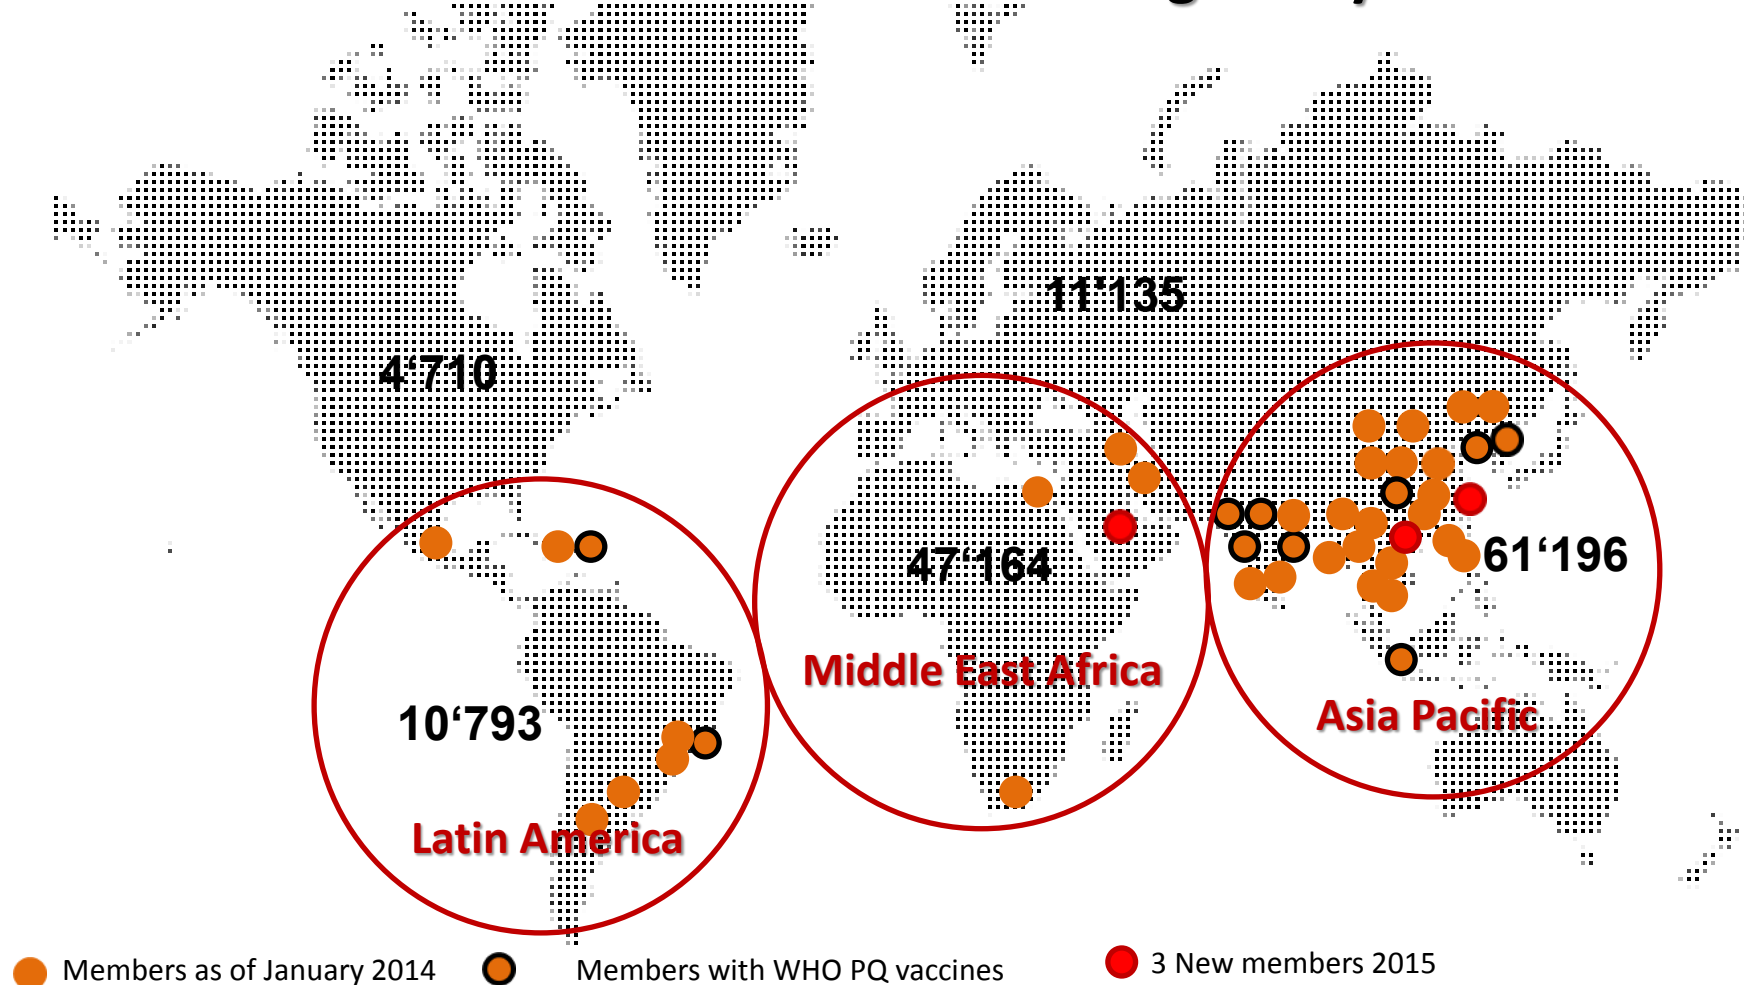 11'135
4‘710
47‘164
61‘196
Middle East Africa
Asia Pacific
10‘793
Latin America
Members as of January 2014
Members with WHO PQ vaccines
3 New members 2015